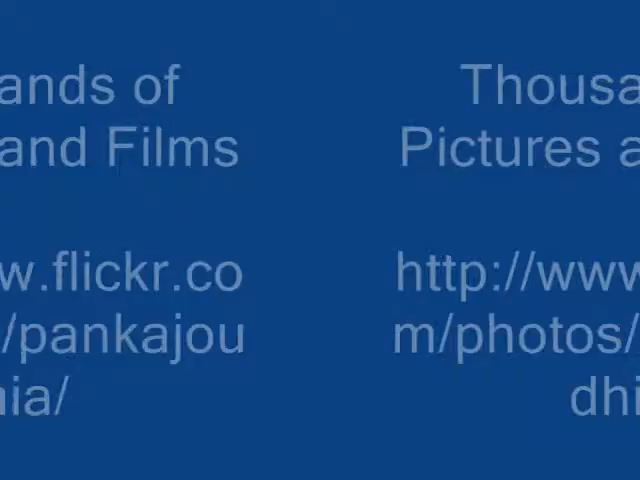 ands of Thousa
and Films Pictures a
w.flickr.co http://www
/pankajou m/photos/
nia/ dhi